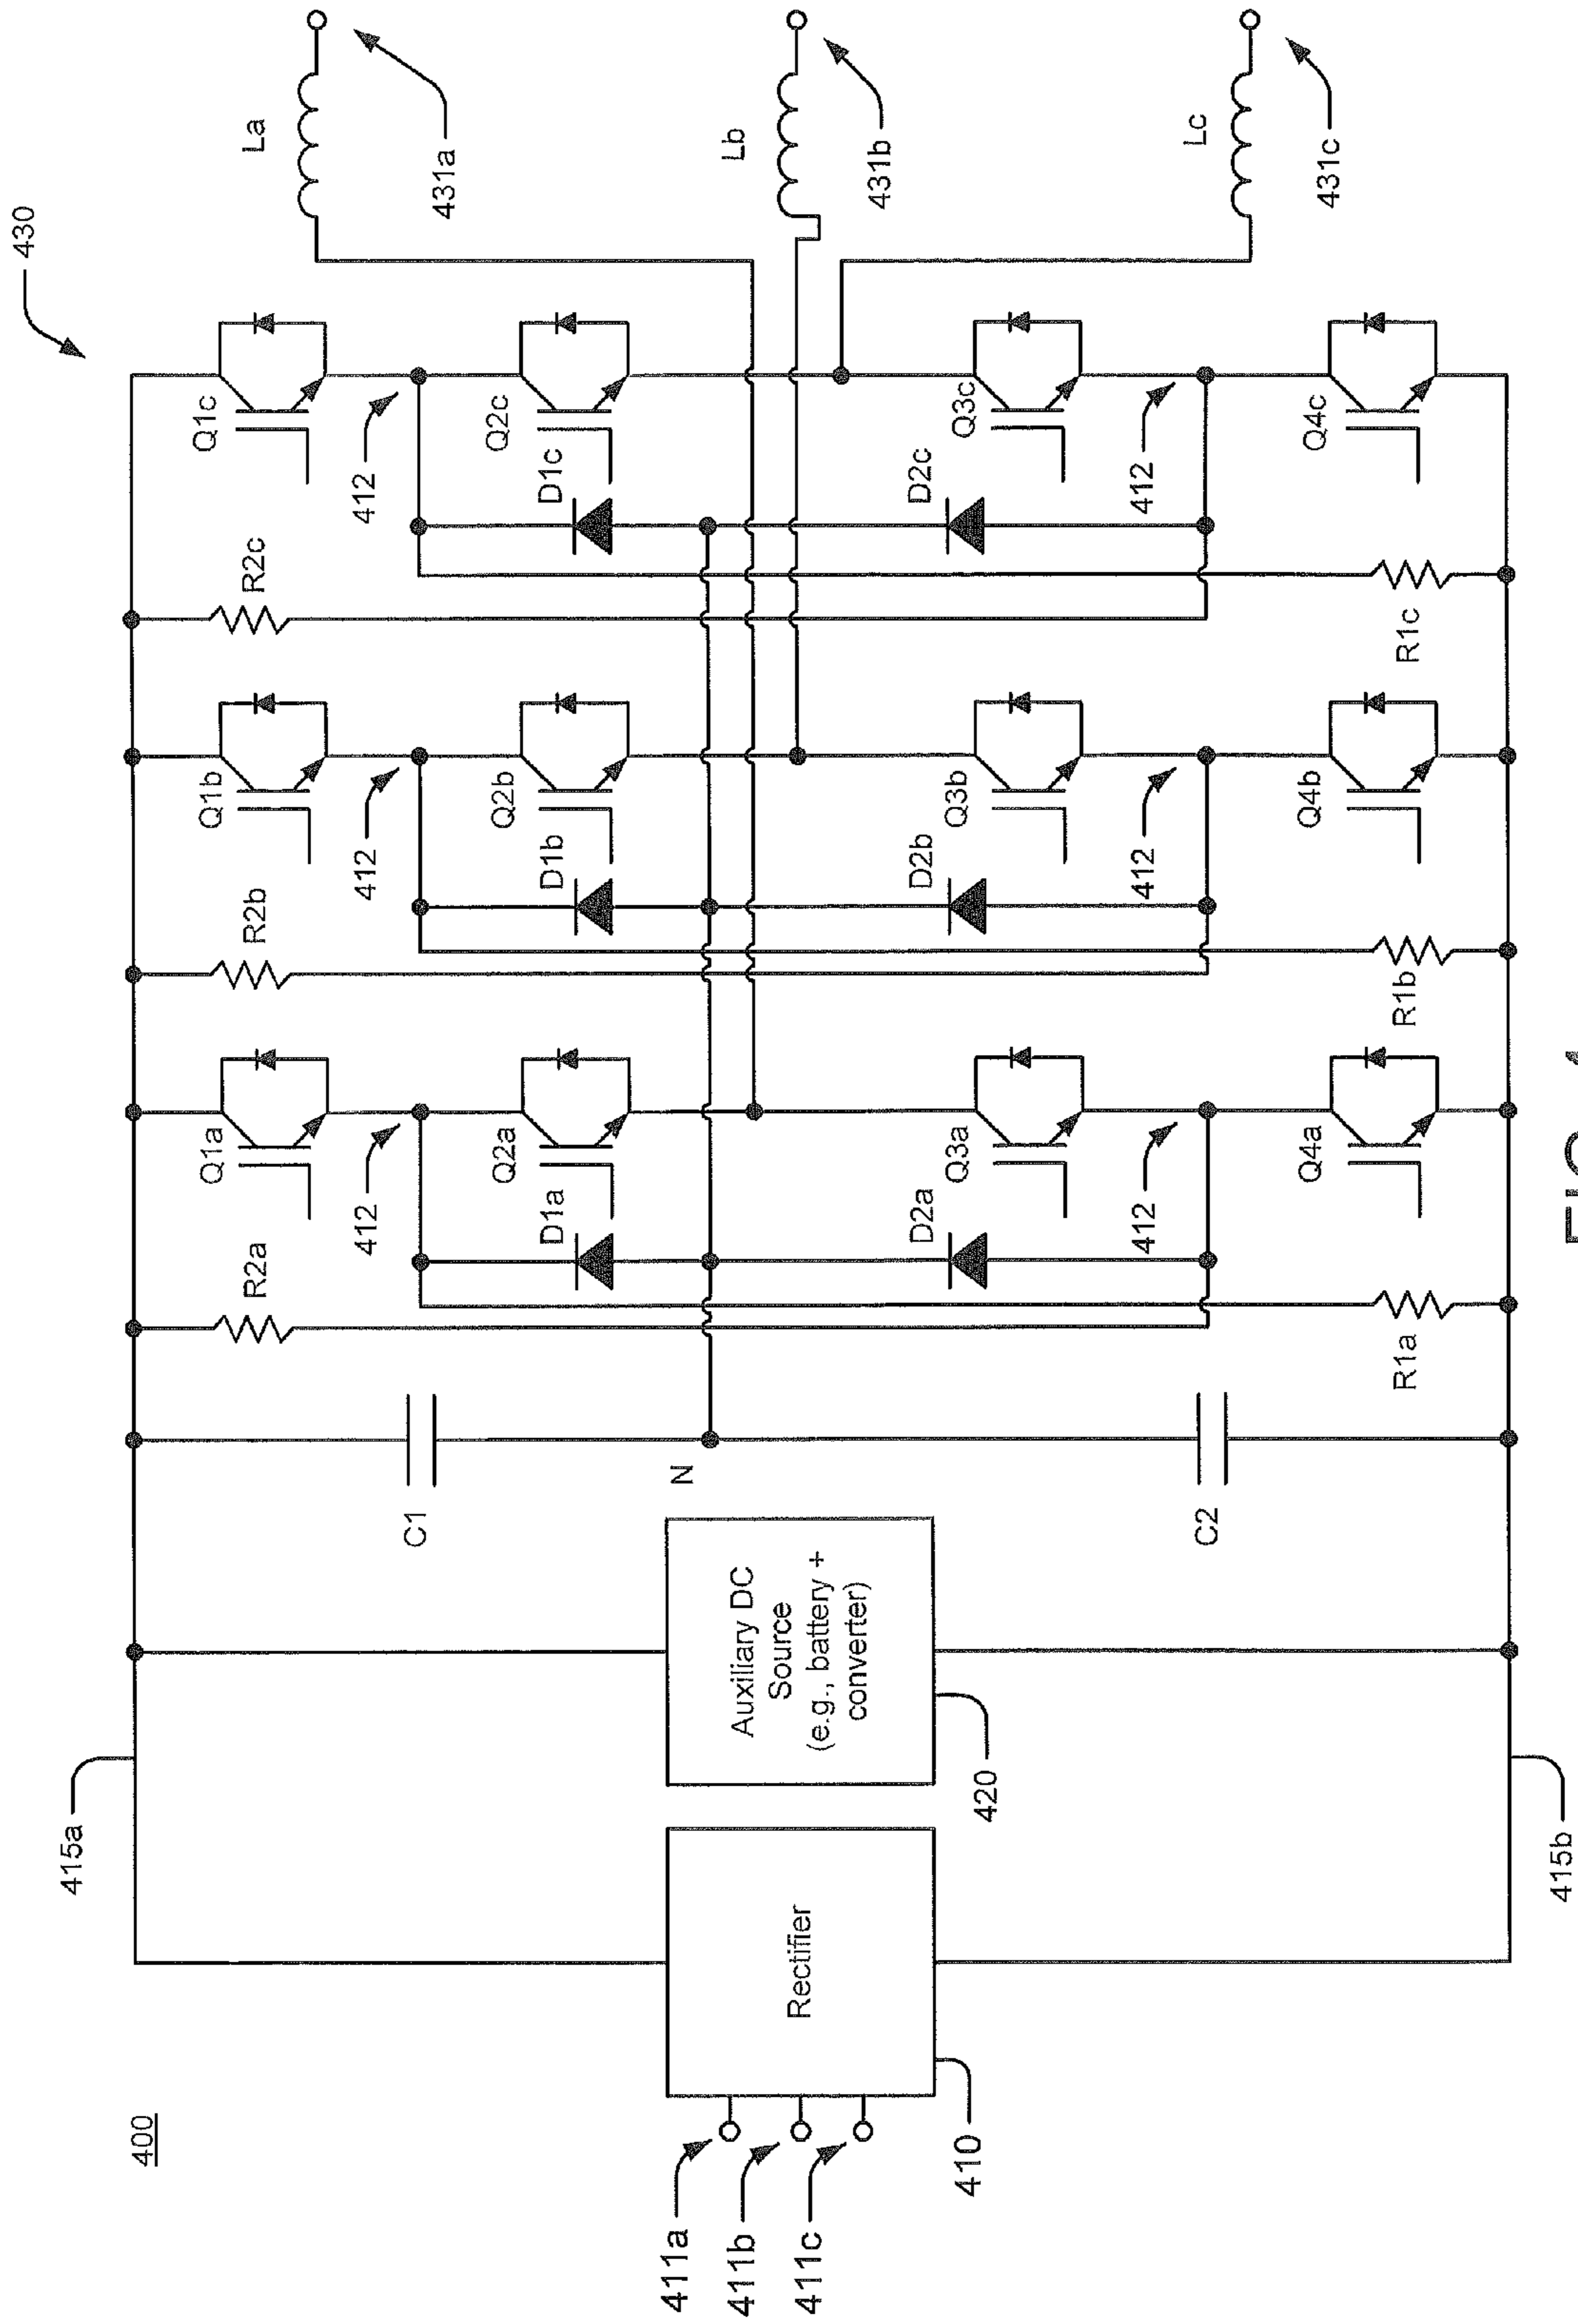 400
430
415a
415b
411a
411b
411c
410
Rectifier
420
Auxiliary DC
Source
(e.g., battery +
converter)
C1
N
C2
R2a
Q1a
412
Q2a
D1a
D2a
Q3a
412
Q4a
R1a
R2b
Q1b
412
Q2b
D1b
D2b
Q3b
412
Q4b
R1b
R2c
Q1c
412
Q2c
D1c
D2c
Q3c
412
Q4c
R1c
La
431a
Lb
431b
Lc
431c